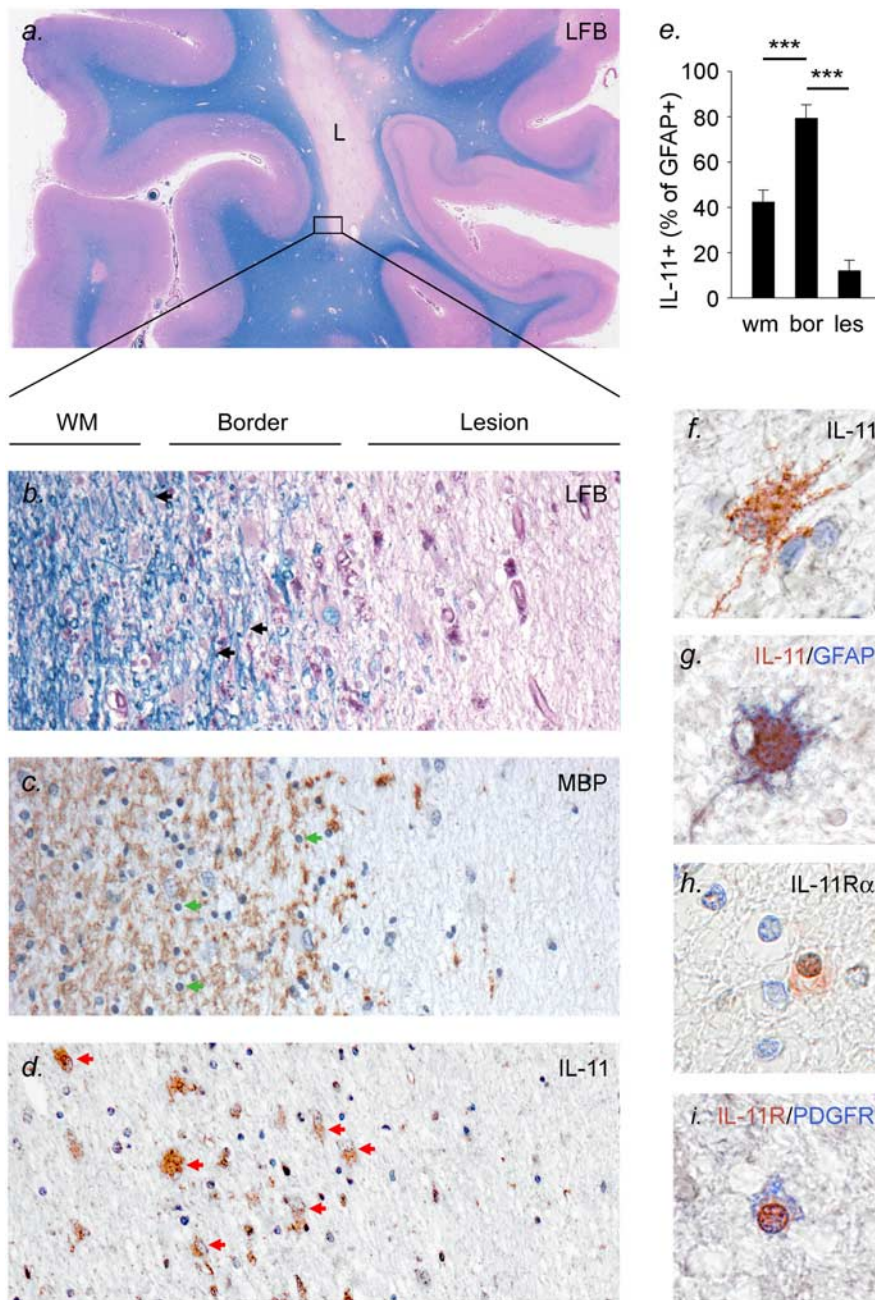 a.
LFB
L
e.
***
***
IL-11+ (% of GFAP+)
100
80
60
40
20
0
wm bor les
WM Border Lesion
b.
LFB
c.
MBP
d.
IL-11
f.
IL-11
g.
IL-11/GFAP
h.
IL-11Rα
i.
IL-11R/PDGFR